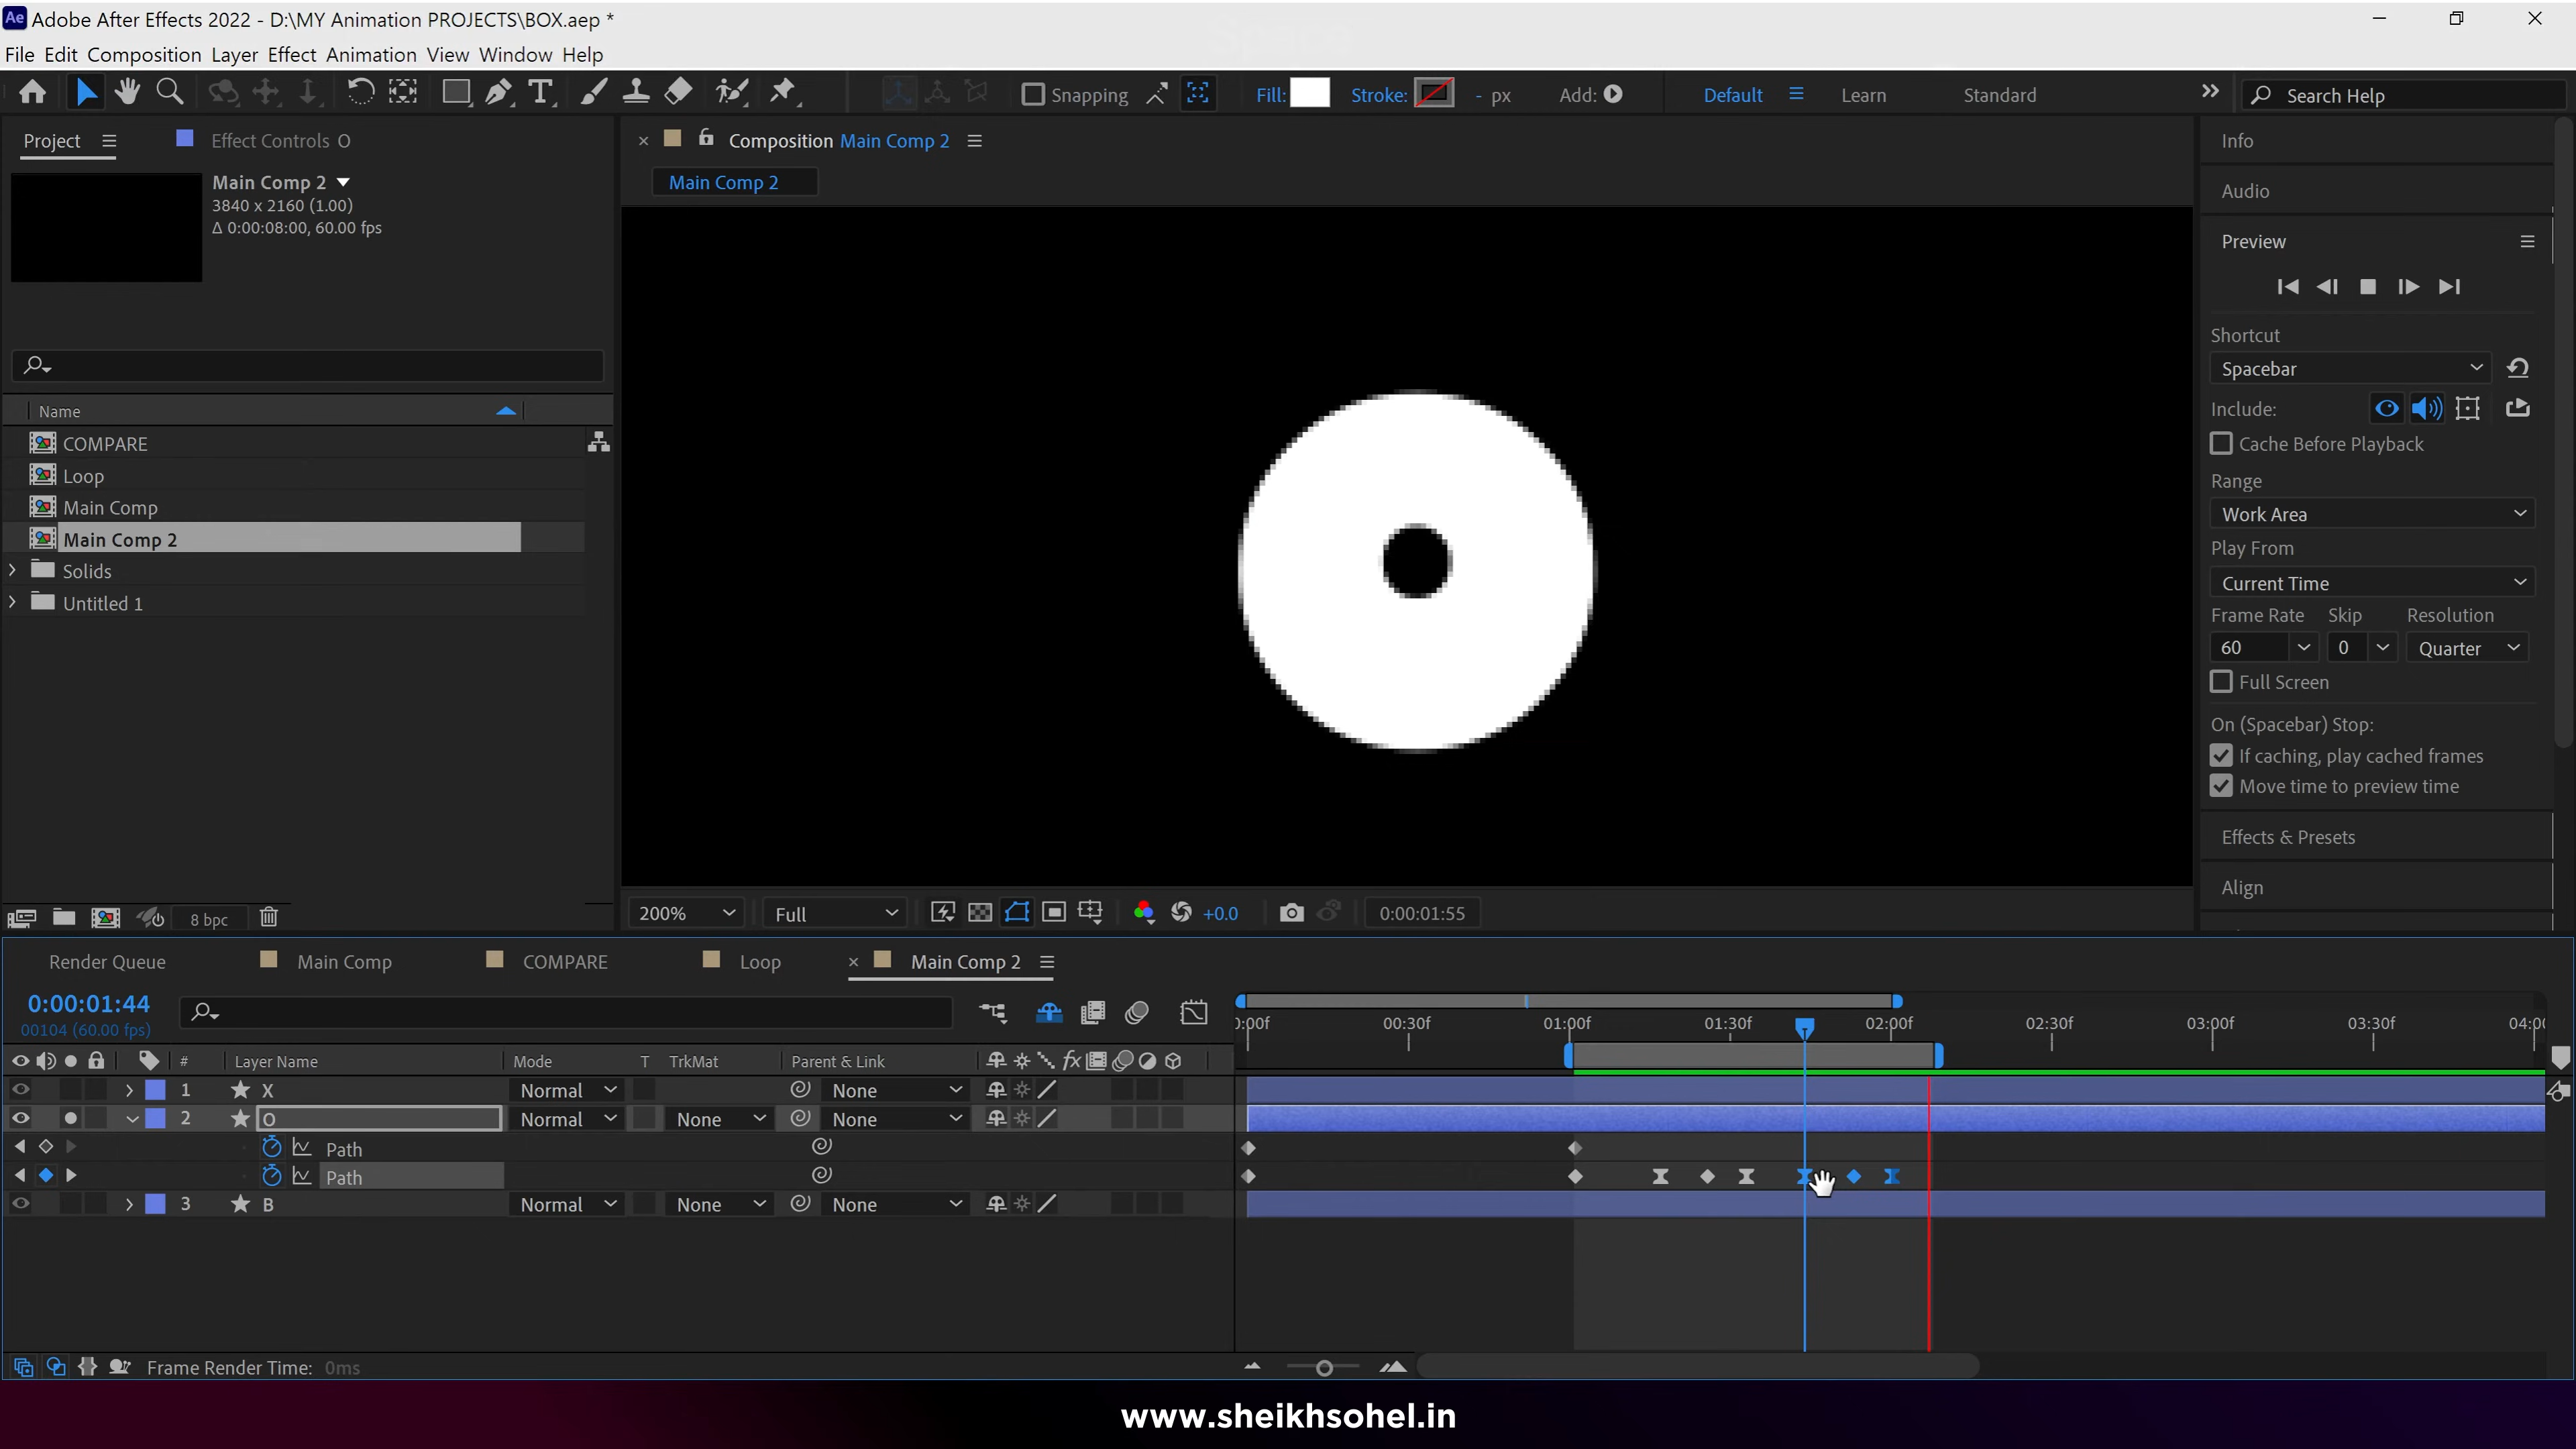 Adobe After Effects 2022 - D:\MY Animation PROJECTS\BOX.aep *
File Edit Composition Layer Effect Animation View Window Help
Snapping Fill: Stroke: - px Add: Default Learn Standard Search Help
Project Effect Controls O
Main Comp 2
3840 x 2160 (1.00)
Δ 0:00:08:00, 60.00 fps
Name
COMPARE
Loop
Main Comp
Main Comp 2
Solids
Untitled 1
8 bpc
Composition Main Comp 2
Main Comp 2
200% Full +0.0 0:00:01:55
Info
Audio
Preview
Shortcut
Spacebar
Include:
Cache Before Playback
Range
Work Area
Play From
Current Time
Frame Rate Skip Resolution
60 0 Quarter
Full Screen
On (Spacebar) Stop:
If caching, play cached frames
Move time to preview time
Effects & Presets
Align
Render Queue Main Comp COMPARE Loop Main Comp 2
0:00:01:44
00104 (60.00 fps)
# Layer Name Mode T TrkMat Parent & Link fx
1 X Normal None
2 O Normal None None
Path
Path
3 B Normal None None
):00f 00:30f 01:00f 01:30f 02:00f 02:30f 03:00f 03:30f 04:0
Frame Render Time: 0ms
www.sheikhsohel.in